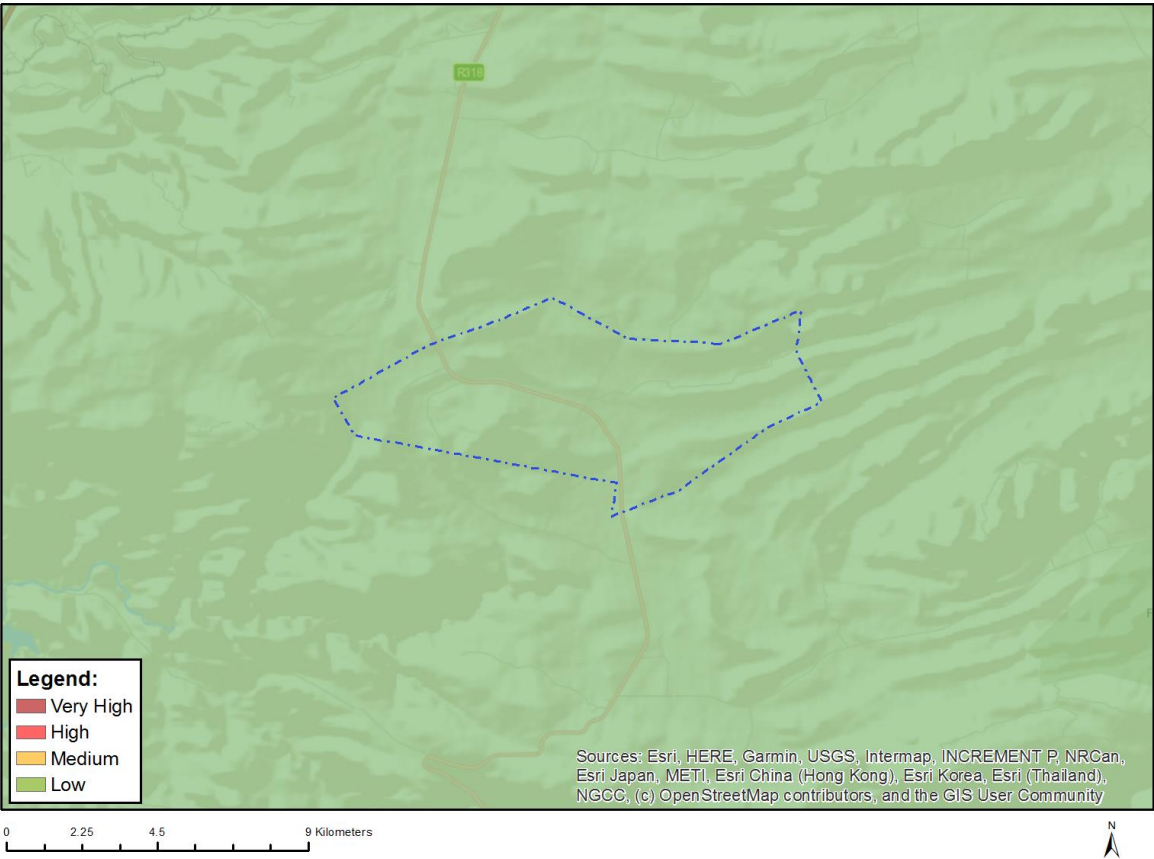 R318
Legend:
Very High
High
Medium
Low
Sources: Esri, HERE, Garmin, USGS, Intermap, INCREMENT P, NRCan,
Esri Japan, METI, Esri China (Hong Kong), Esri Korea, Esri (Thailand),
NGCC, (c) OpenStreetMap contributors, and the GIS User Community
0 2.25 4.5 9 Kilometers
N